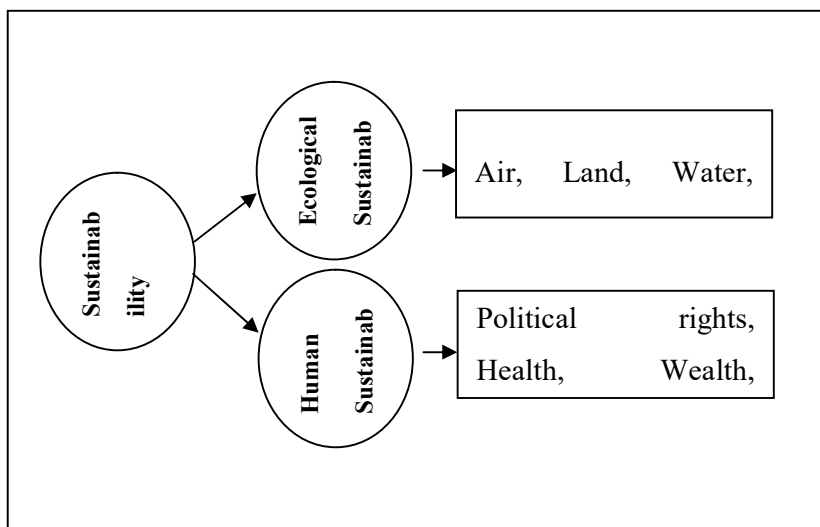 Sustainab
ility
Ecological
Sustainab
Air, Land, Water,
Human
Sustainab
Political rights,
Health, Wealth,